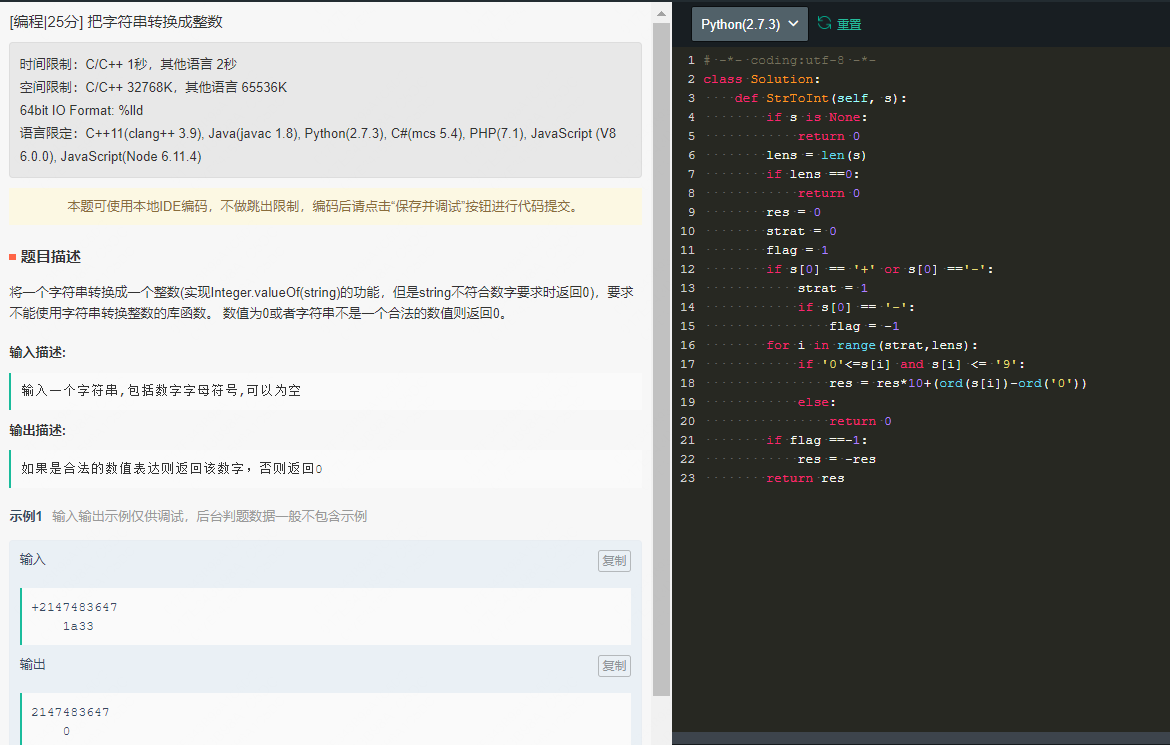 [编程|25分] 把字符串转换成整数
时间限制：C/C++ 1秒，其他语言 2秒
空间限制：C/C++ 32768K，其他语言 65536K
64bit IO Format: %lld
语言限定：C++11(clang++ 3.9), Java(javac 1.8), Python(2.7.3), C#(mcs 5.4), PHP(7.1), JavaScript (V8
6.0.0), JavaScript(Node 6.11.4)
本题可使用本地IDE编码，不做跳出限制，编码后请点击“保存并调试”按钮进行代码提交。
题目描述
将一个字符串转换成一个整数(实现Integer.valueOf(string)的功能，但是string不符合数字要求时返回0)，要求
不能使用字符串转换整数的库函数。 数值为0或者字符串不是一个合法的数值则返回0。
输入描述:
输入一个字符串,包括数字字母符号,可以为空
输出描述:
如果是合法的数值表达则返回该数字，否则返回0
示例1 输入输出示例仅供调试，后台判题数据一般不包含示例
输入 复制
+2147483647
    1a33
输出 复制
2147483647
    0
Python(2.7.3) 重置
1 # -*- coding:utf-8 -*-
2 class Solution:
3     def StrToInt(self, s):
4         if s is None:
5             return 0
6         lens = len(s)
7         if lens ==0:
8             return 0
9         res = 0
10         strat = 0
11         flag = 1
12         if s[0] == '+' or s[0] =='-':
13             strat = 1
14             if s[0] == '-':
15                 flag = -1
16         for i in range(strat,lens):
17             if '0'<=s[i] and s[i] <= '9':
18                 res = res*10+(ord(s[i])-ord('0'))
19             else:
20                 return 0
21         if flag ==-1:
22             res = -res
23         return res